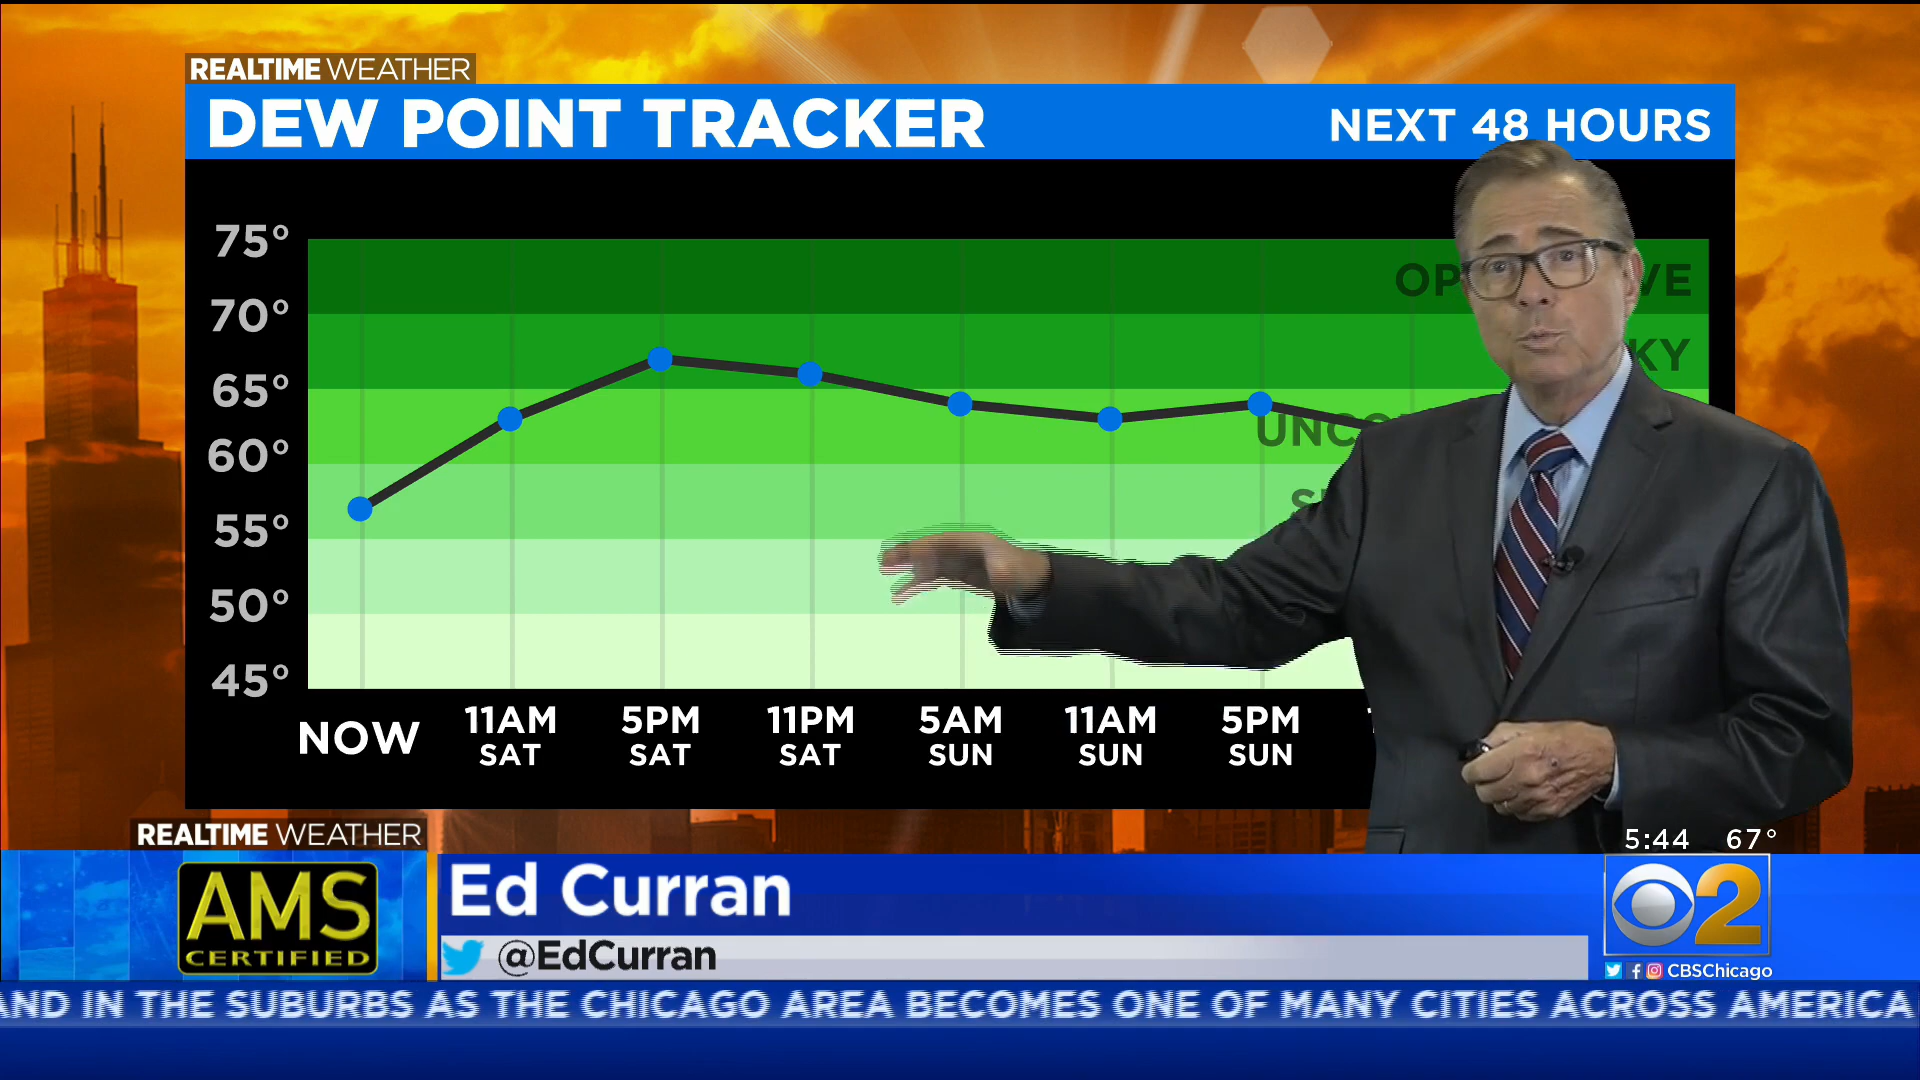 REALTIME WEATHER
DEW POINT TRACKER
NEXT 48 HOURS
75°
70°
65°
60°
55°
50°
45°
NOW
11AM
SAT
5PM
SAT
11PM
SAT
5AM
SUN
11AM
SUN
5PM
SUN
REALTIME WEATHER
5:44 67°
AMS
CERTIFIED
Ed Curran
@EdCurran
2
CBSChicago
AND IN THE SUBURBS AS THE CHICAGO AREA BECOMES ONE OF MANY CITIES ACROSS AMERICA